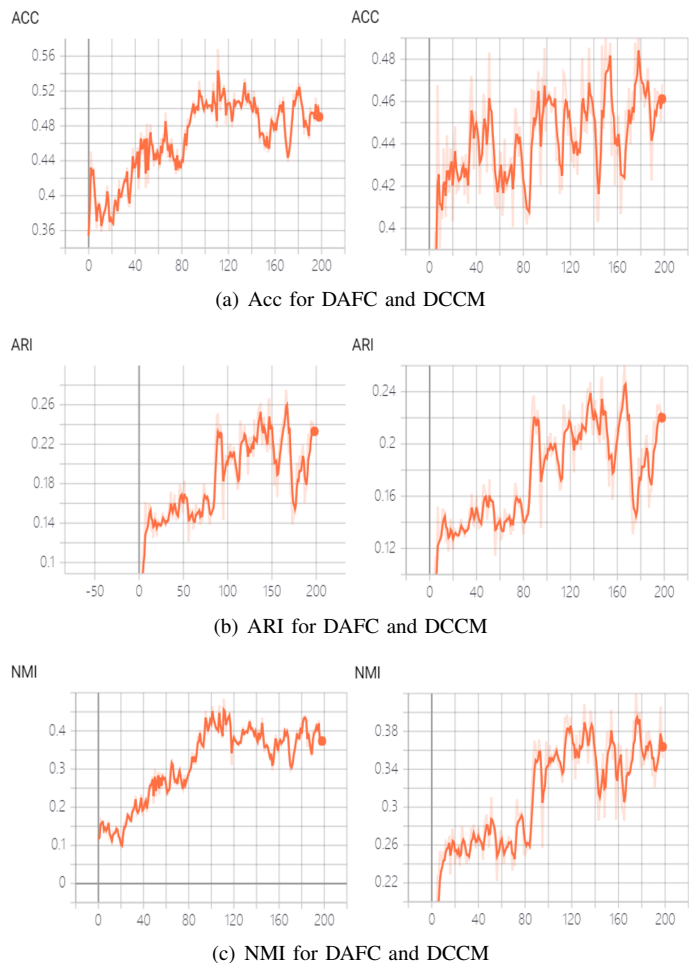 ACC
ACC
0.56
0.52
0.48
0.44
0.4
0.36
0 40 80 120 160 200
0.48
0.46
0.44
0.42
0.4
0 40 80 120 160 200
(a) Acc for DAFC and DCCM
ARI
ARI
0.26
0.22
0.18
0.14
0.1
-50 0 50 100 150 200
0.24
0.2
0.16
0.12
0 40 80 120 160 200
(b) ARI for DAFC and DCCM
NMI
NMI
0.4
0.3
0.2
0.1
0
0 40 80 120 160 200
0.38
0.34
0.3
0.26
0.22
0 40 80 120 160 200
(c) NMI for DAFC and DCCM